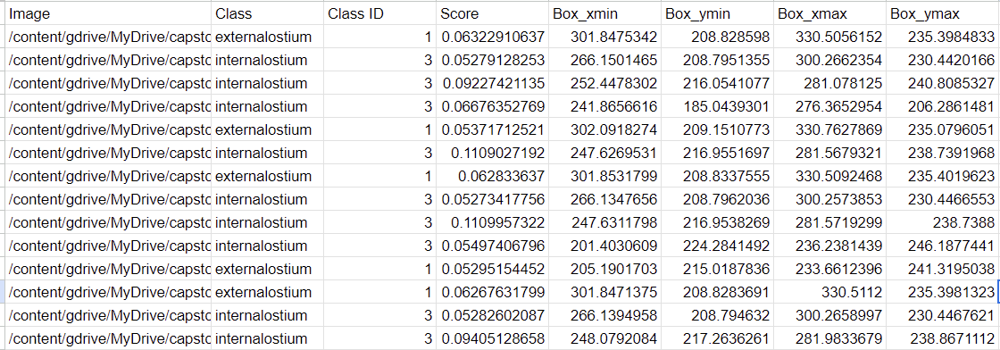 Image Class Class ID Score Box_xmin Box_ymin Box_xmax Box_ymax
/content/gdrive/MyDrive/capstc externalostium 1 0.06322910637 301.8475342 208.828598 330.5056152 235.3984833
/content/gdrive/MyDrive/capstc internalostium 3 0.05279128253 266.1501465 208.7951355 300.2662354 230.4420166
/content/gdrive/MyDrive/capstc internalostium 3 0.09227421135 252.4478302 216.0541077 281.078125 240.8085327
/content/gdrive/MyDrive/capstc internalostium 3 0.06676352769 241.8656616 185.0439301 276.3652954 206.2861481
/content/gdrive/MyDrive/capstc externalostium 1 0.05371712521 302.0918274 209.1510773 330.7627869 235.0796051
/content/gdrive/MyDrive/capstc internalostium 3 0.1109027192 247.6269531 216.9551697 281.5679321 238.7391968
/content/gdrive/MyDrive/capstc externalostium 1 0.062833637 301.8531799 208.8337555 330.5092468 235.4019623
/content/gdrive/MyDrive/capstc internalostium 3 0.05273417756 266.1347656 208.7962036 300.2573853 230.4466553
/content/gdrive/MyDrive/capstc internalostium 3 0.1109957322 247.6311798 216.9538269 281.5719299 238.7388
/content/gdrive/MyDrive/capstc internalostium 3 0.05497406796 201.4030609 224.2841492 236.2381439 246.1877441
/content/gdrive/MyDrive/capstc externalostium 1 0.05295154452 205.1901703 215.0187836 233.6612396 241.3195038
/content/gdrive/MyDrive/capstc externalostium 1 0.06267631799 301.8471375 208.8283691 330.5112 235.3981323
/content/gdrive/MyDrive/capstc internalostium 3 0.05282602087 266.1394958 208.794632 300.2658997 230.4467621
/content/gdrive/MyDrive/capstc internalostium 3 0.09405128658 248.0792084 217.2636261 281.9833679 238.8671112